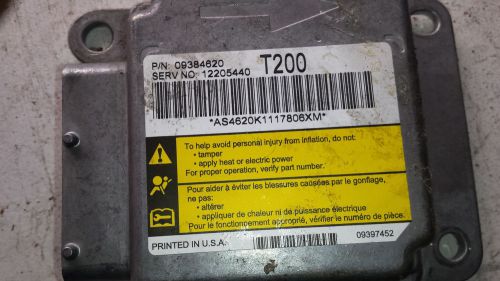 P/N: 09384620
SERV NO: 12205440 T200
*AS4620K1117806XM*
To help avoid personal injury from inflation, do not:
• tamper
• apply heat or electric power
For proper operation, verify part number.
Pour aider à éviter les blessures causées par le gonflage,
ne pas:
• altérer
• appliquer de chaleur ni de puissance électrique
Pour le fonctionnement approprié, vérifier le numéro de pièce.
PRINTED IN U.S.A.
09397452